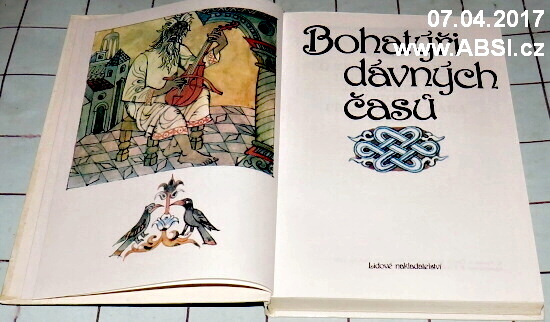 07.04.2017
www.ABSI.cz
Bohatýři
dávných
časů
Lidové nakladatelství